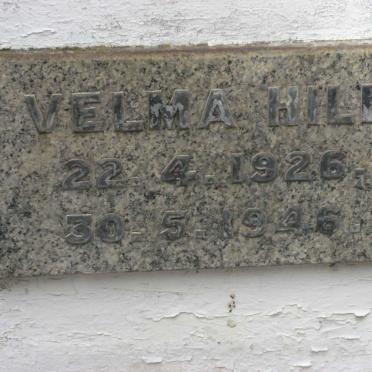 VELMA
22. 4. 1926.
30. 5. 1946.